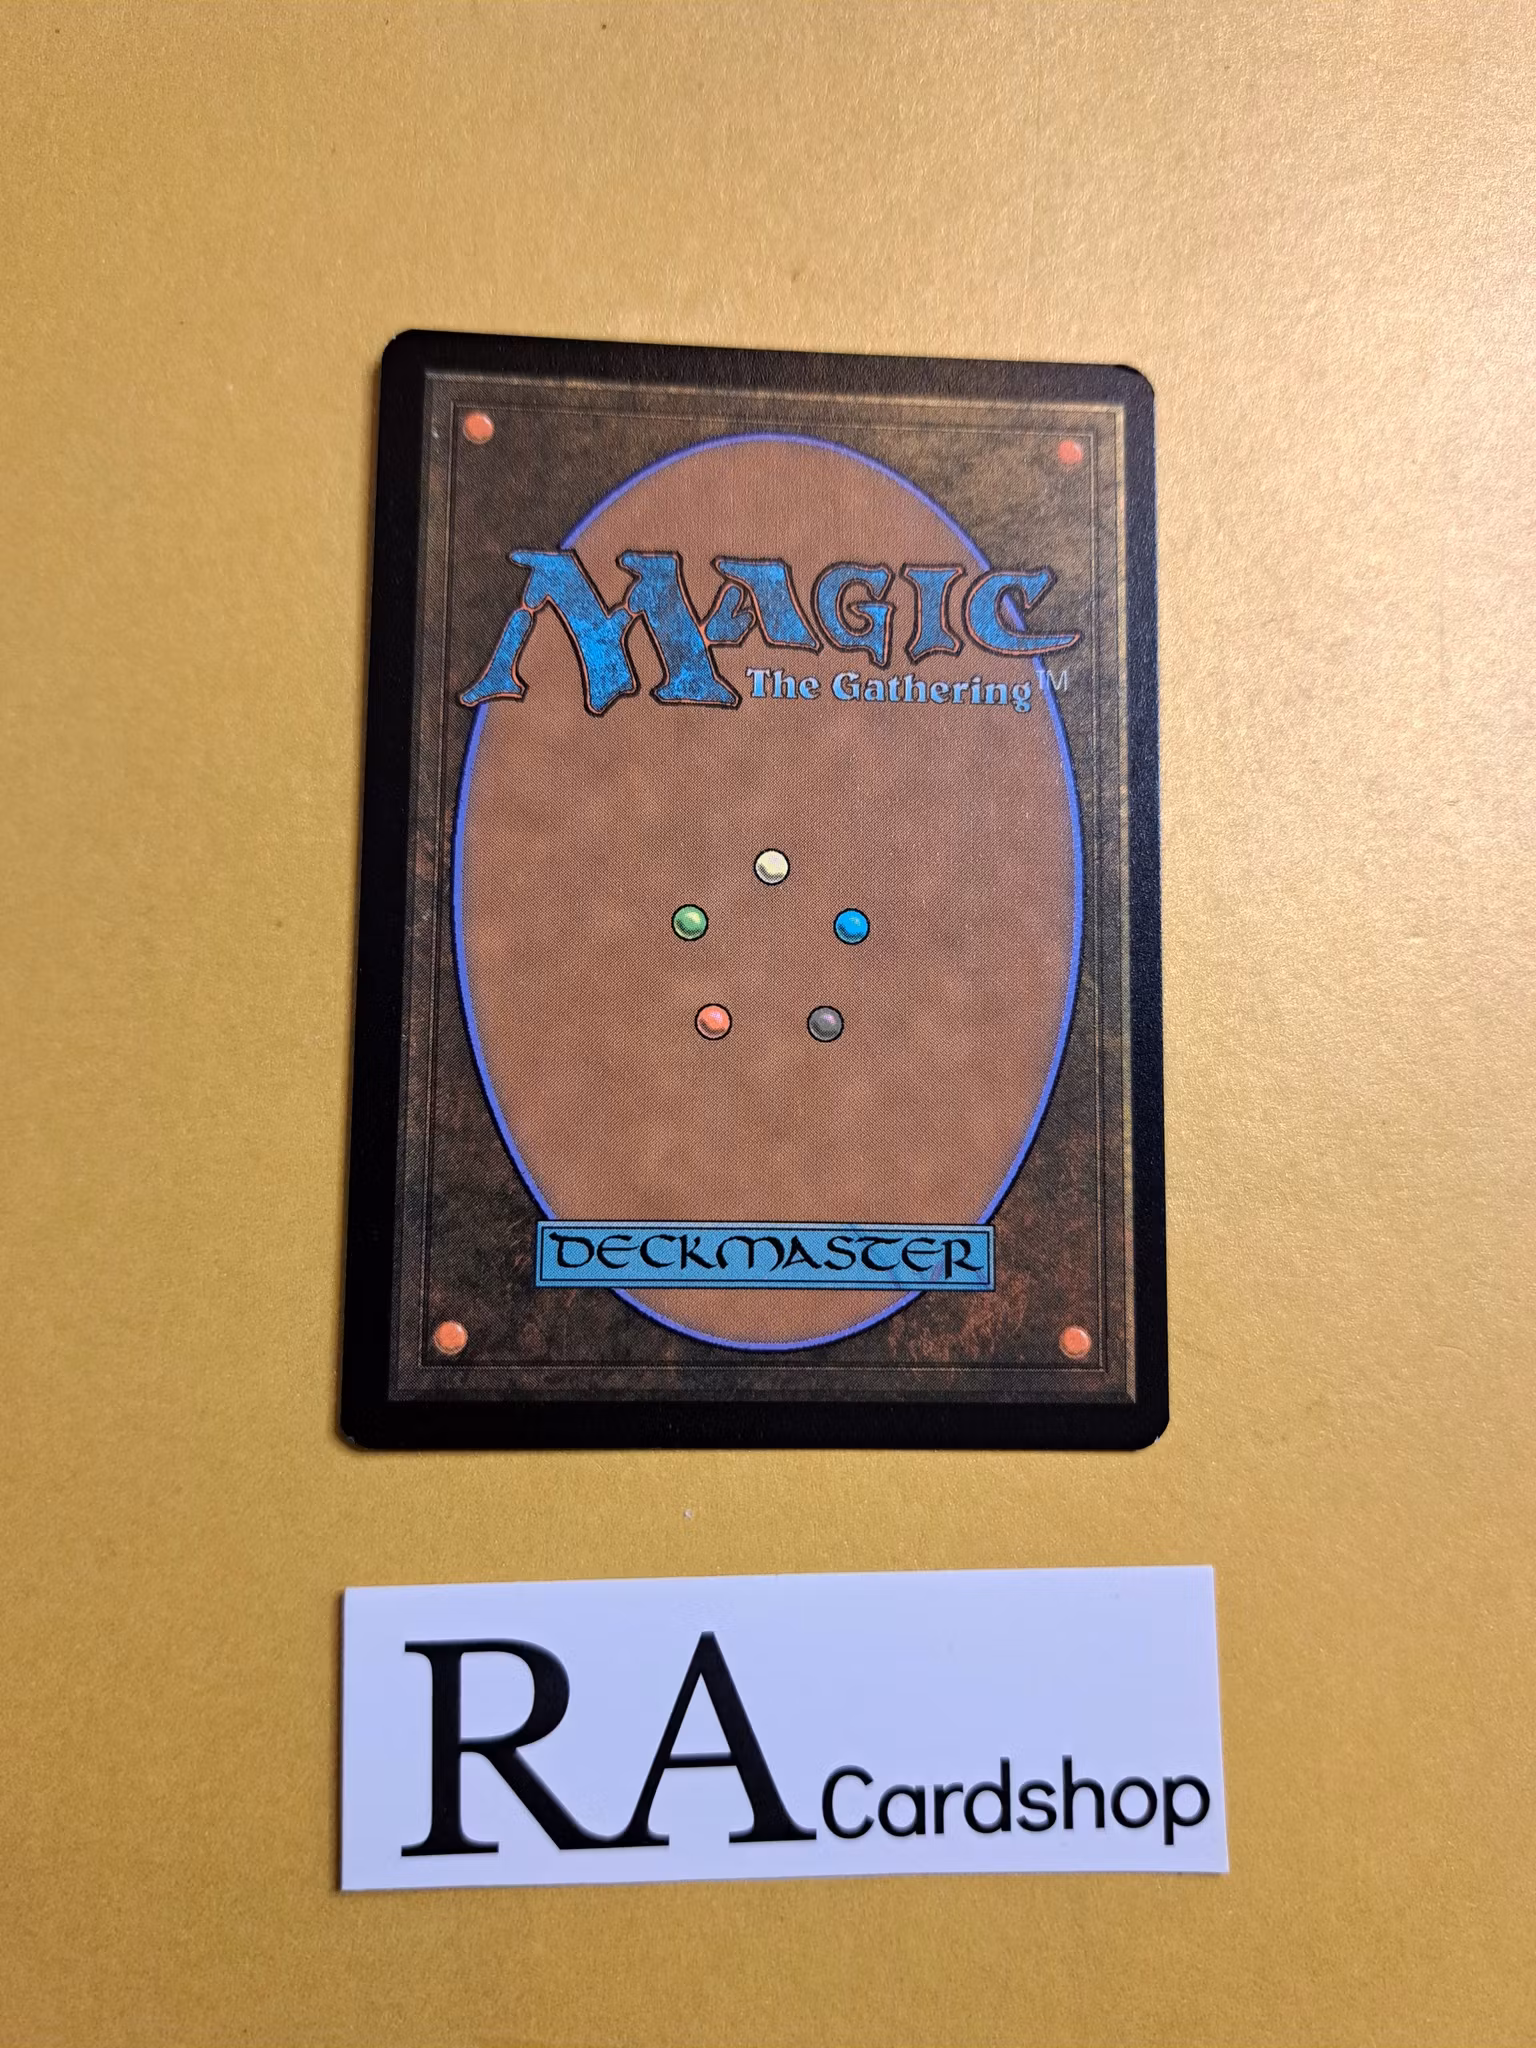 MAGIC
The Gathering™
DECKMASTER
RA Cardshop